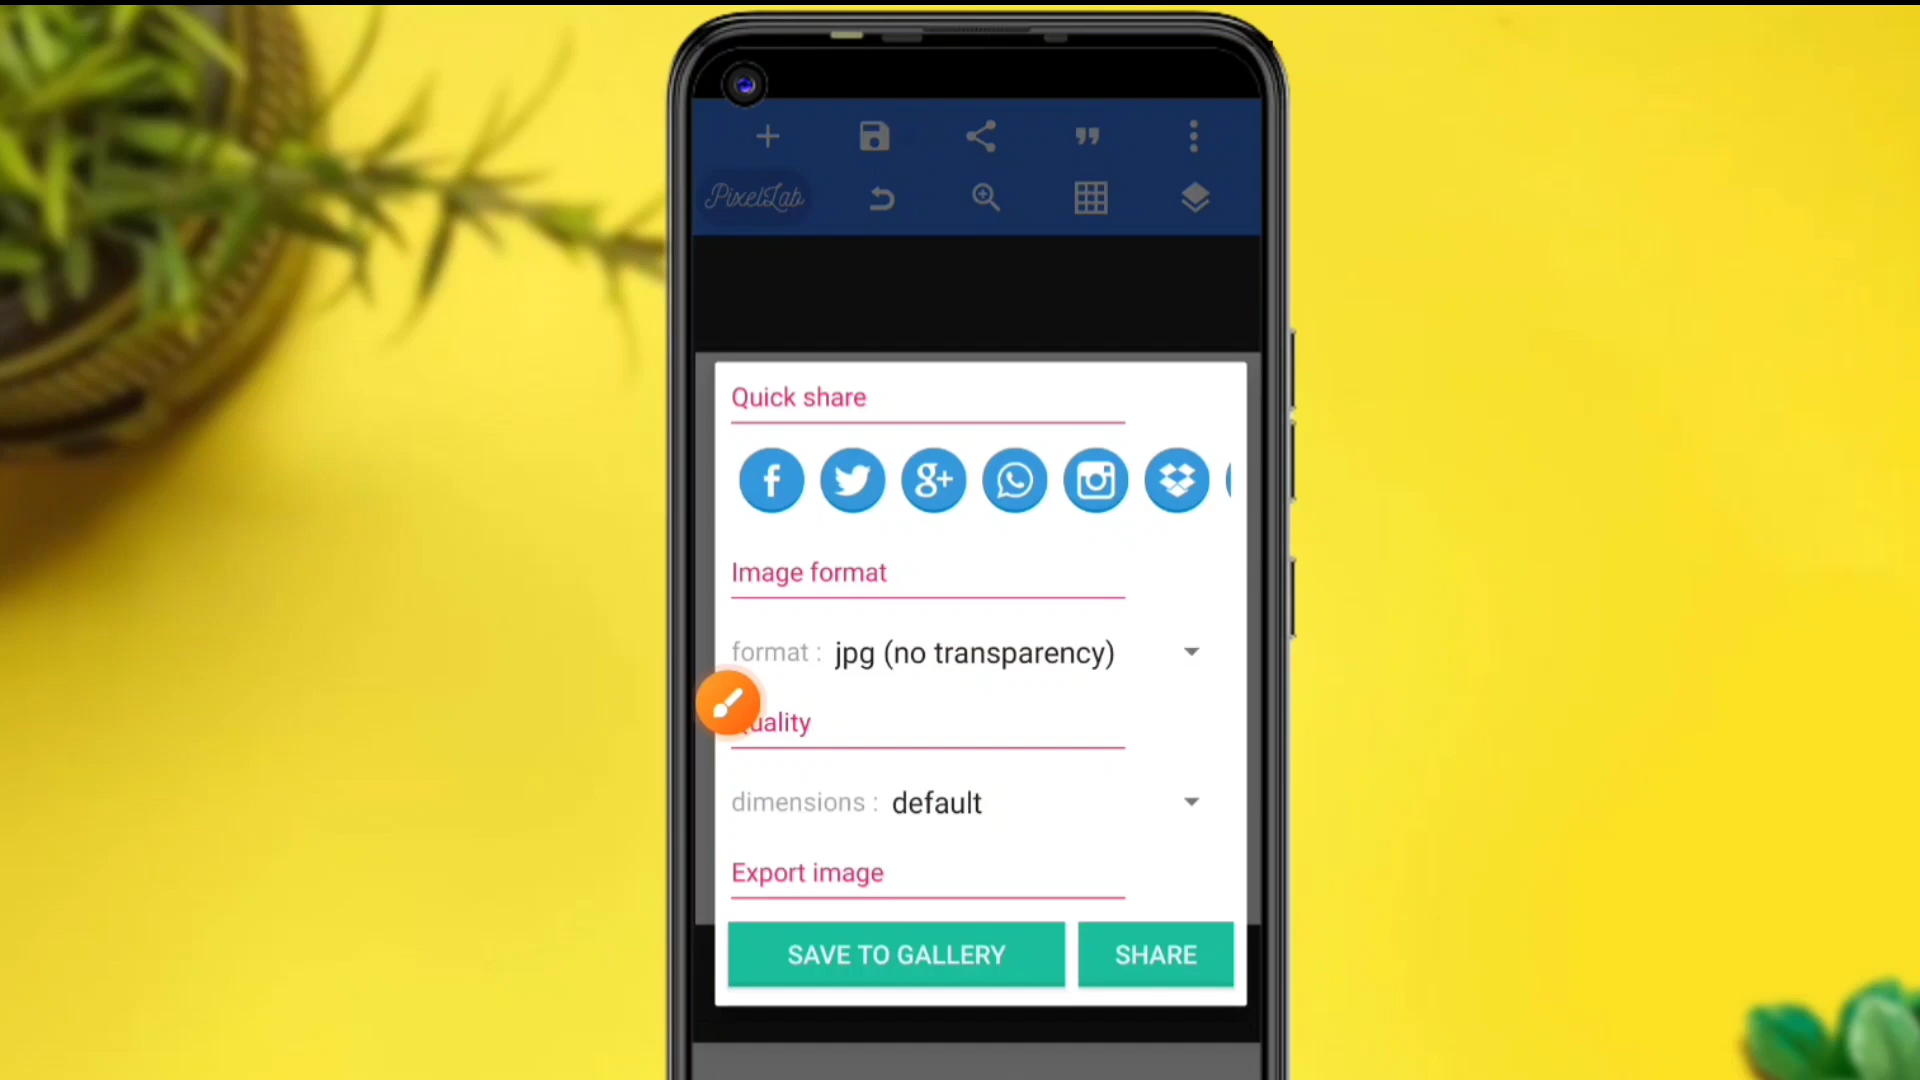 PixelLab
Quick share
Image format
format : jpg (no transparency)
uality
dimensions : default
Export image
SAVE TO GALLERY SHARE